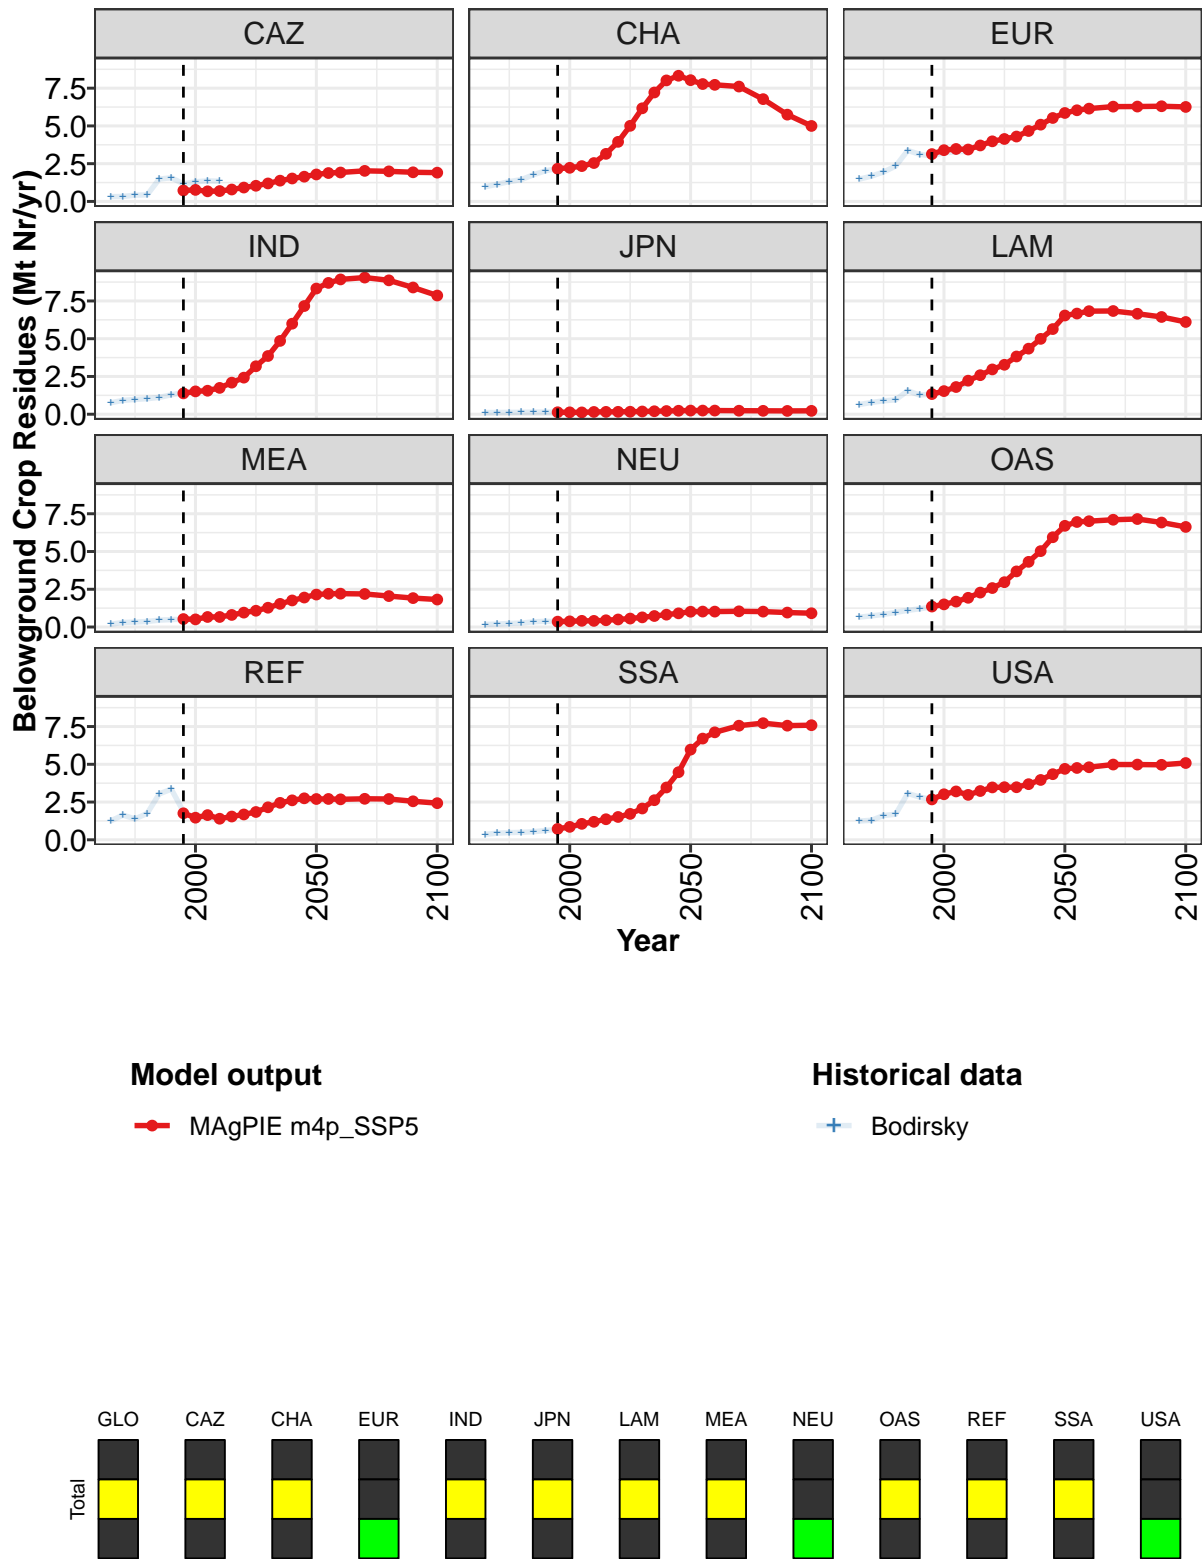 CAZ CHA EUR
7.5
5.0
2.5
0.0
IND JPN LAM
7.5
5.0
2.5
0.0
MEA NEU OAS
7.5
5.0
2.5
0.0
REF SSA USA
7.5
5.0
2.5
0.0
Belowground Crop Residues (Mt Nr/yr)
2000 2050 2100 2000 2050 2100 2000 2050 2100
Year
Model output
MAgPIE m4p_SSP5
Historical data
Bodirsky
GLO CAZ CHA EUR IND JPN LAM MEA NEU OAS REF SSA USA
Total